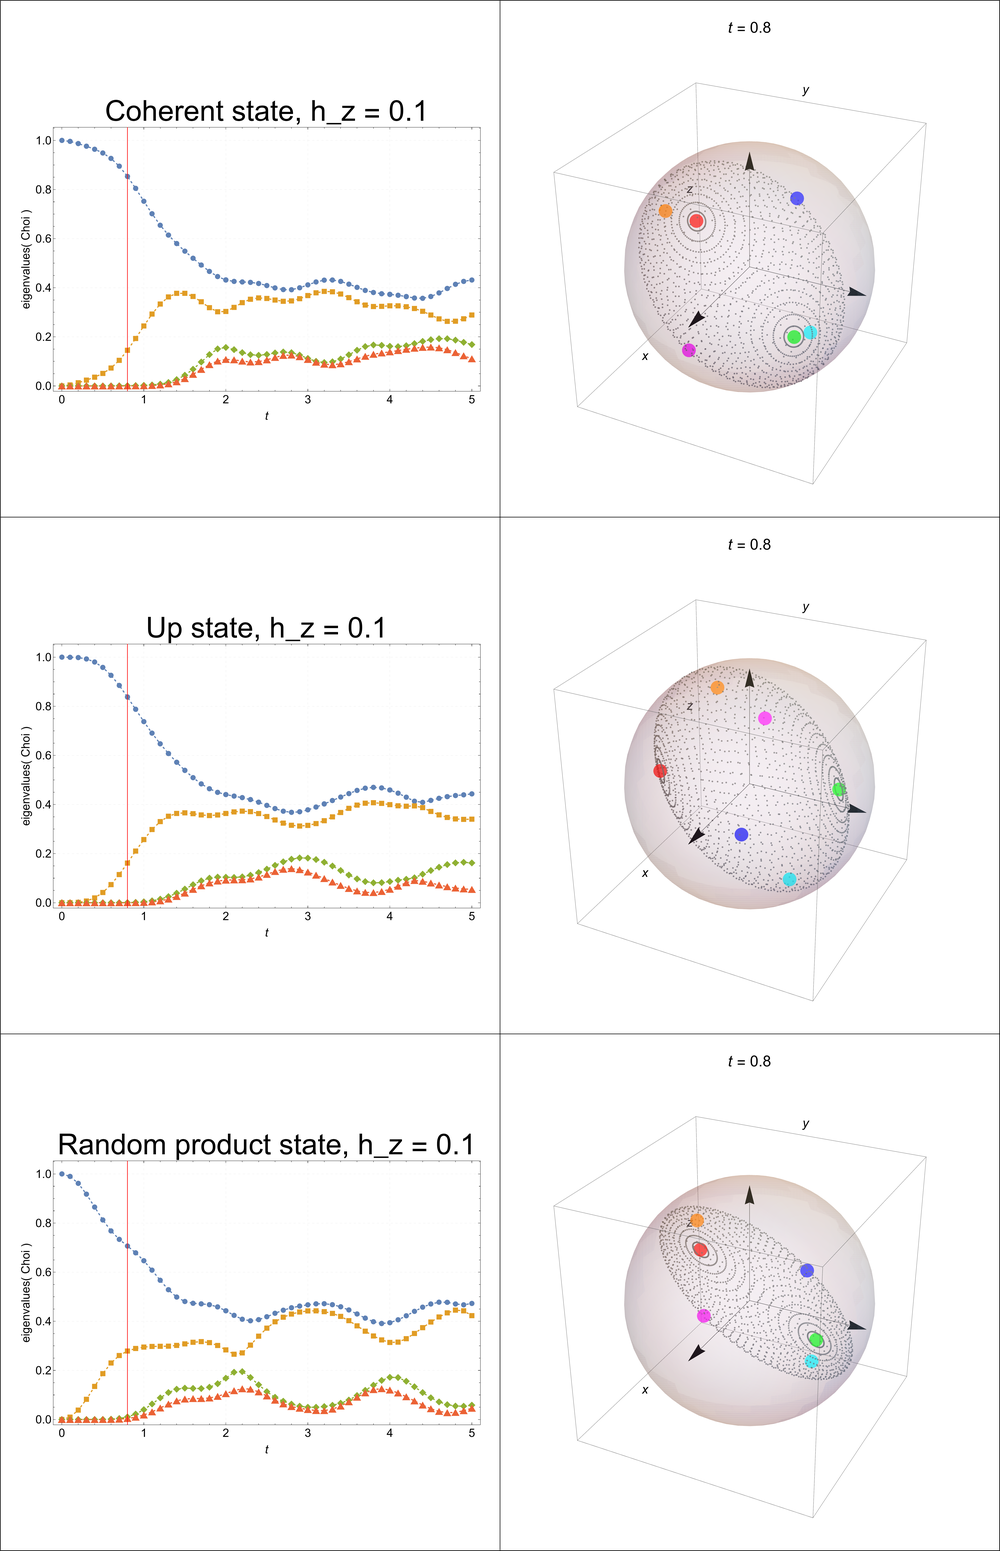 t = 0.8
y
Coherent state, h_z = 0.1
1.0
0.8
z
0.6
eigenvalues( Choi )
0.4
x
0.2
0.0
0 1 2 3 4 5
t
t = 0.8
y
Up state, h_z = 0.1
1.0
0.8
z
0.6
eigenvalues( Choi )
0.4
x
0.2
0.0
0 1 2 3 4 5
t
t = 0.8
y
Random product state, h_z = 0.1
1.0
0.8
z
0.6
eigenvalues( Choi )
0.4
x
0.2
0.0
0 1 2 3 4 5
t